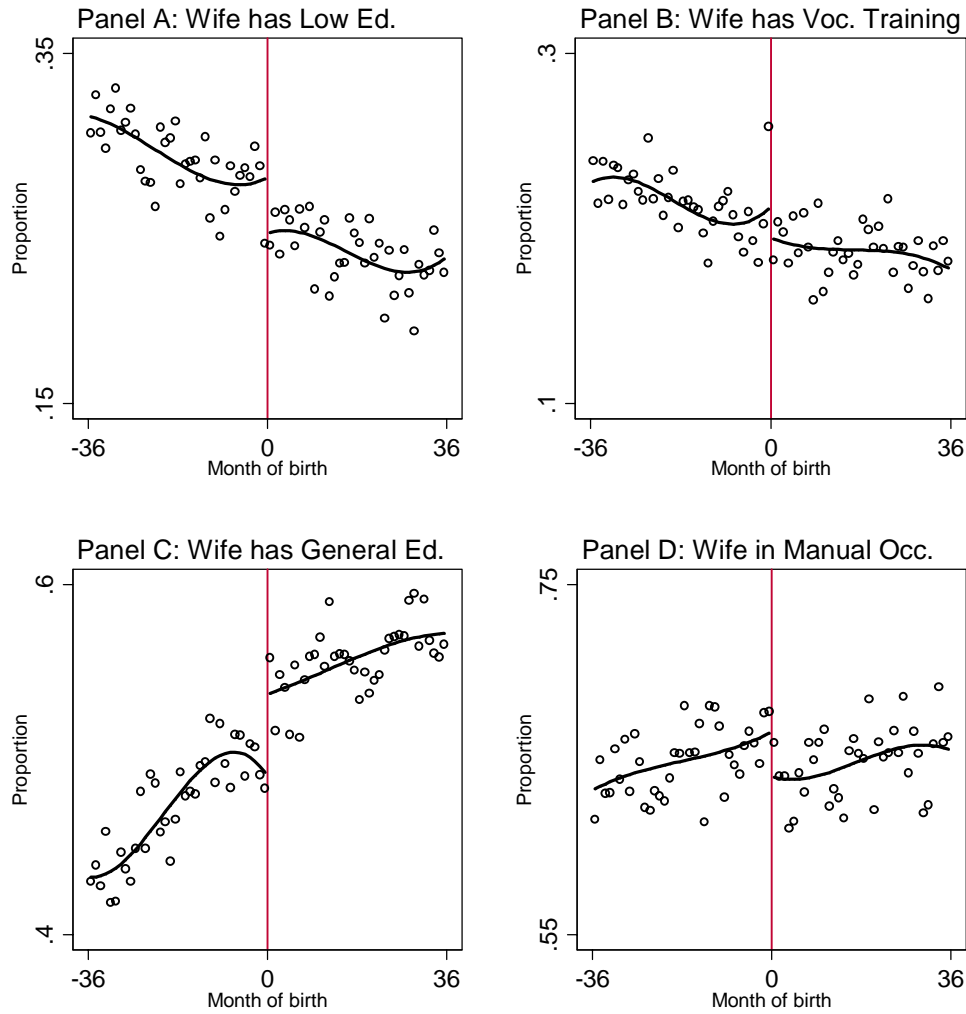 Panel A: Wife has Low Ed.
.35
Proportion
.15
-36 0 36
Month of birth
Panel B: Wife has Voc. Training
.3
Proportion
.1
-36 0 36
Month of birth
Panel C: Wife has General Ed.
.6
Proportion
.4
-36 0 36
Month of birth
Panel D: Wife in Manual Occ.
.75
Proportion
.55
-36 0 36
Month of birth